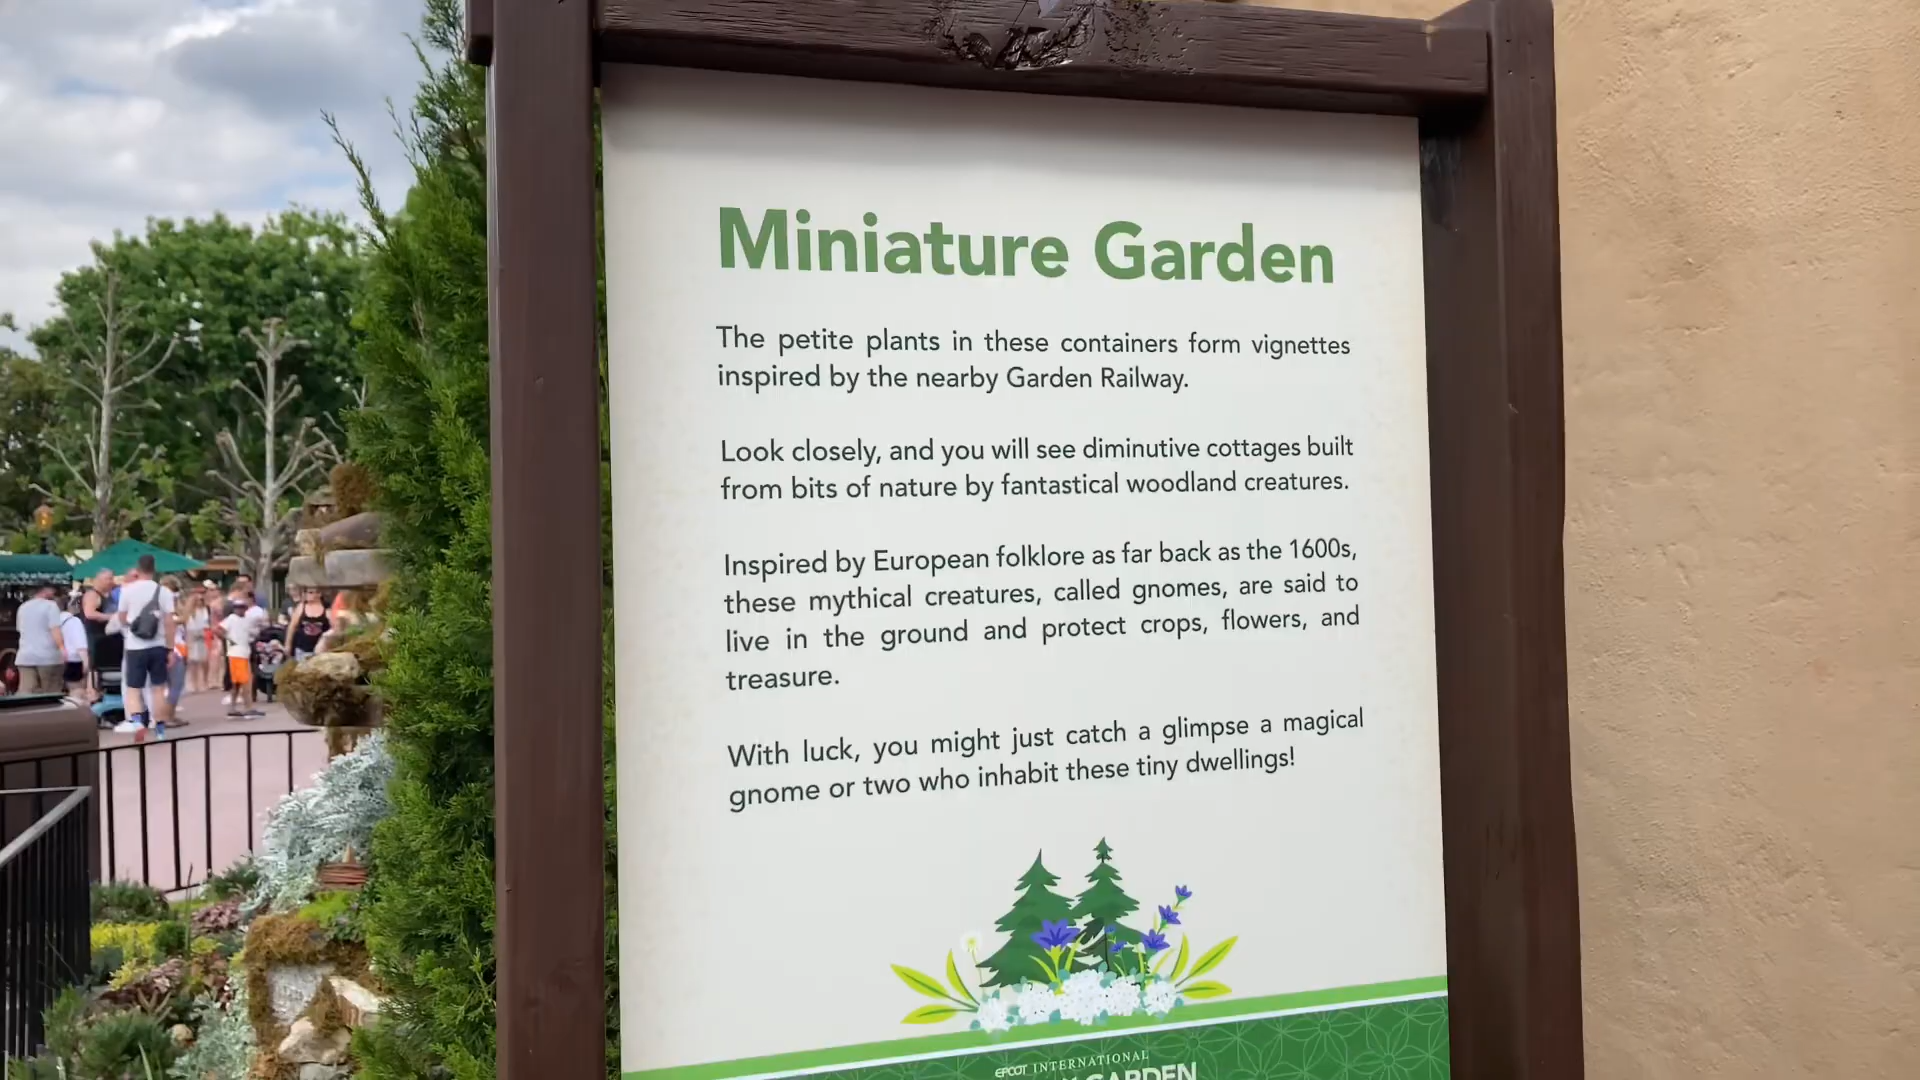 Miniature Garden
The petite plants in these containers form vignettes
inspired by the nearby Garden Railway.
Look closely, and you will see diminutive cottages built
from bits of nature by fantastical woodland creatures.
Inspired by European folklore as far back as the 1600s,
these mythical creatures, called gnomes, are said to
live in the ground and protect crops, flowers, and
treasure.
With luck, you might just catch a glimpse a magical
gnome or two who inhabit these tiny dwellings!
EPCOT INTERNATIONAL
GARDEN